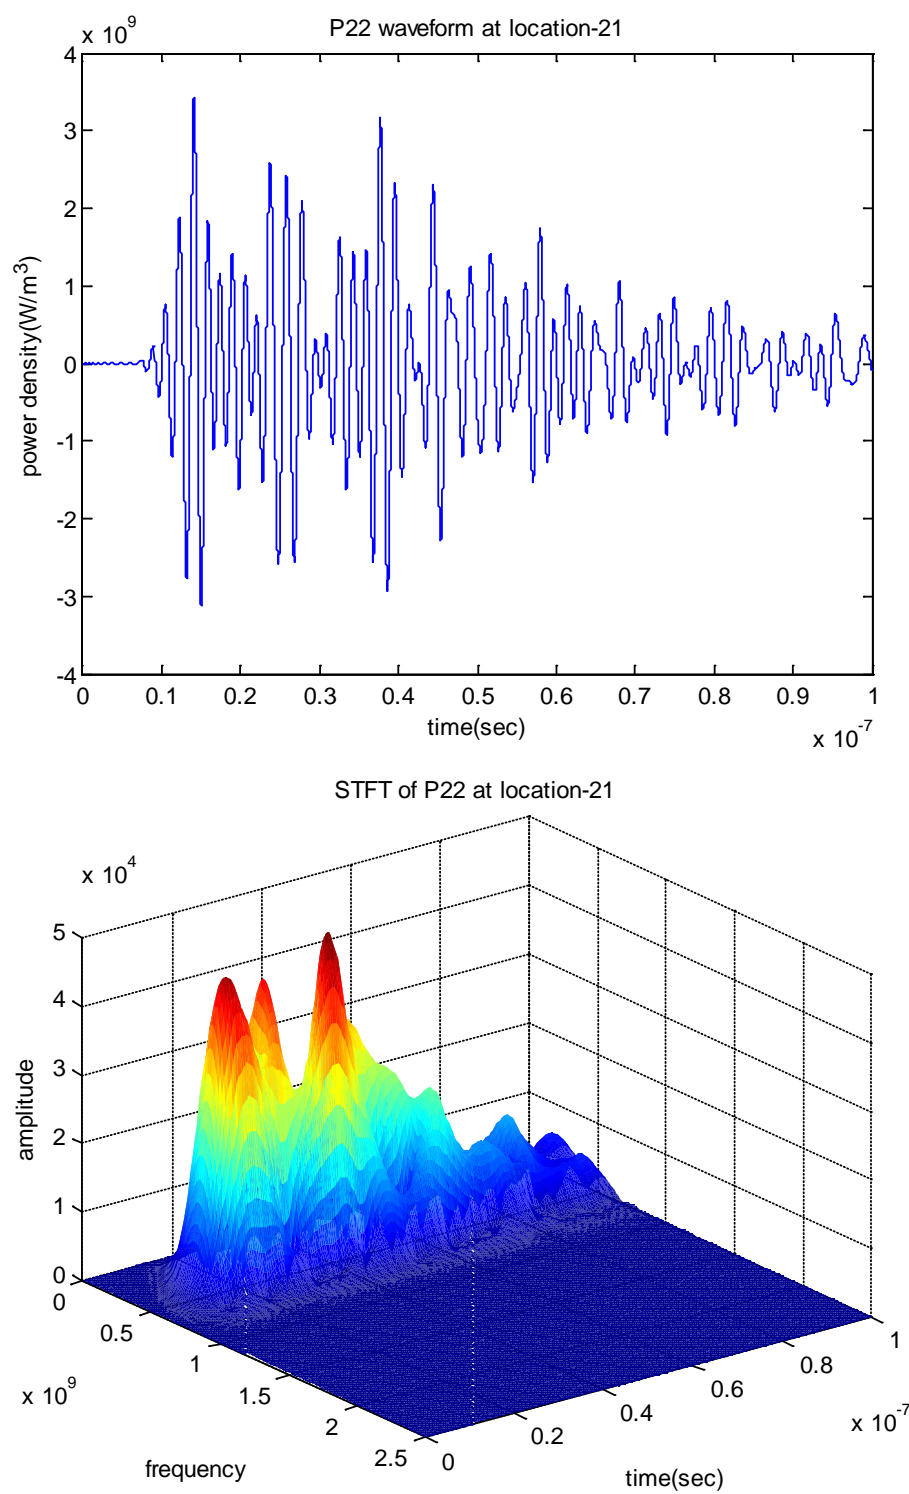 P22 waveform at location-21
x 10^9
4
3
2
1
0
-1
-2
-3
-4
power density(W/m^3)
0 0.1 0.2 0.3 0.4 0.5 0.6 0.7 0.8 0.9 1
time(sec)
x 10^-7
STFT of P22 at location-21
x 10^4
5
4
3
2
1
0
amplitude
0
0.5
1
1.5
2
2.5
x 10^9
frequency
0
0.2
0.4
0.6
0.8
1
x 10^-7
time(sec)